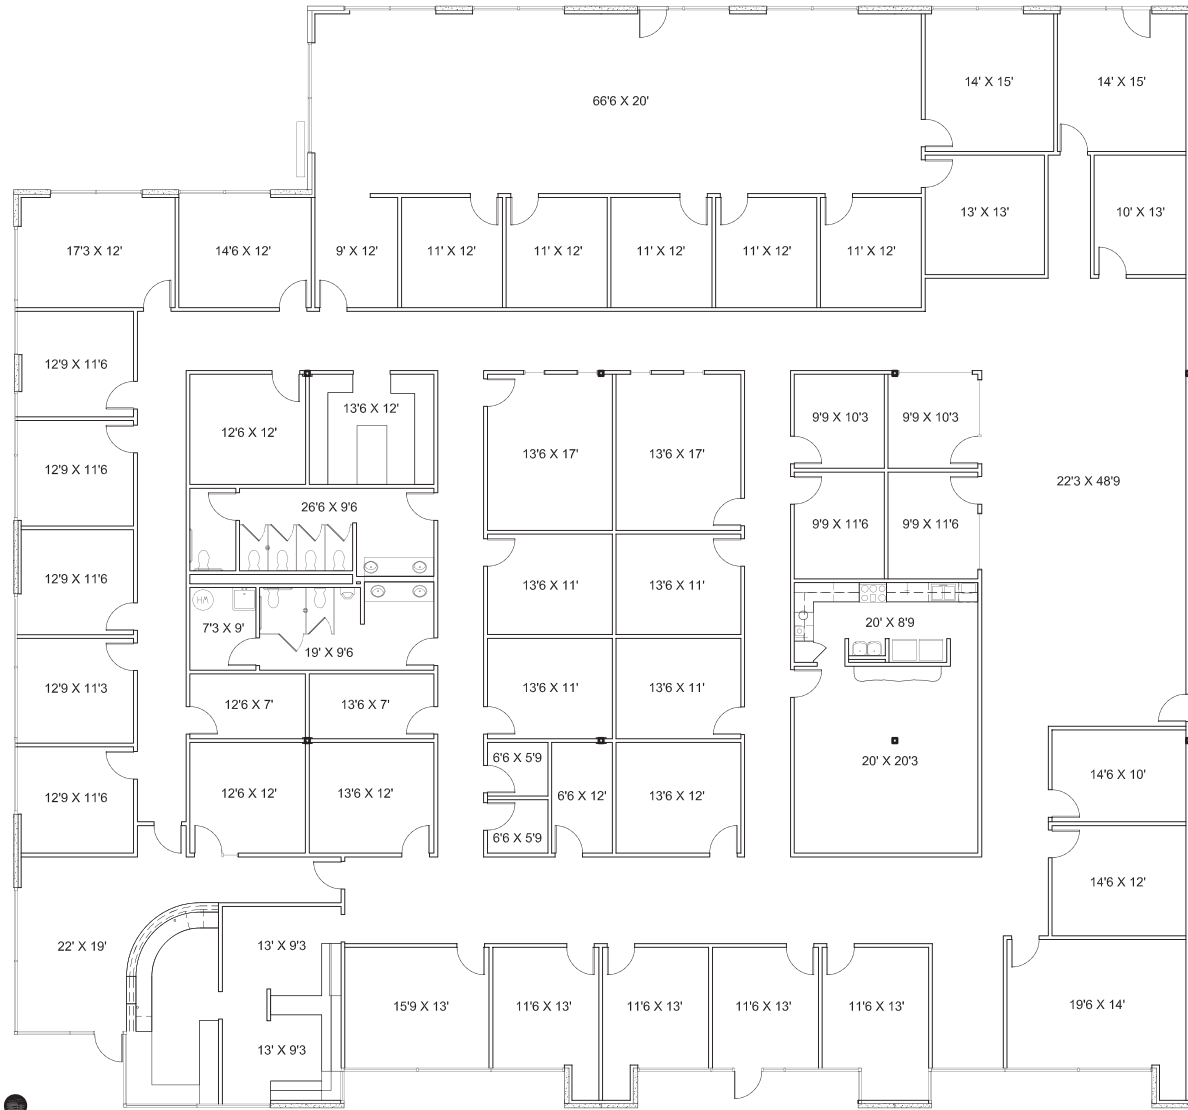 66'6 X 20'
14' X 15'
14' X 15'
13' X 13'
10' X 13'
17'3 X 12'
14'6 X 12'
9' X 12'
11' X 12'
11' X 12'
11' X 12'
11' X 12'
11' X 12'
12'9 X 11'6
12'6 X 12'
13'6 X 12'
13'6 X 17'
13'6 X 17'
9'9 X 10'3
9'9 X 10'3
12'9 X 11'6
22'3 X 48'9
26'6 X 9'6
9'9 X 11'6
9'9 X 11'6
12'9 X 11'6
13'6 X 11'
13'6 X 11'
HW
7'3 X 9'
20' X 8'9
19' X 9'6
12'9 X 11'3
13'6 X 11'
13'6 X 11'
12'6 X 7'
13'6 X 7'
6'6 X 5'9
20' X 20'3
14'6 X 10'
12'9 X 11'6
12'6 X 12'
13'6 X 12'
6'6 X 12'
13'6 X 12'
6'6 X 5'9
14'6 X 12'
22' X 19'
13' X 9'3
15'9 X 13'
11'6 X 13'
11'6 X 13'
11'6 X 13'
11'6 X 13'
19'6 X 14'
13' X 9'3